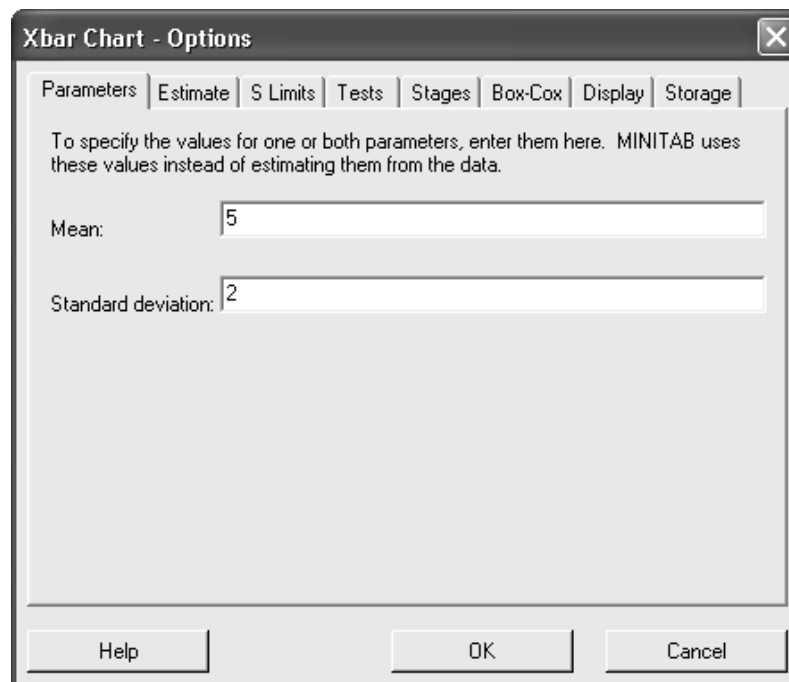 Xbar Chart - Options
Parameters Estimate S Limits Tests Stages Box-Cox Display Storage
To specify the values for one or both parameters, enter them here. MINITAB uses
these values instead of estimating them from the data.
Mean: 5
Standard deviation: 2
Help OK Cancel